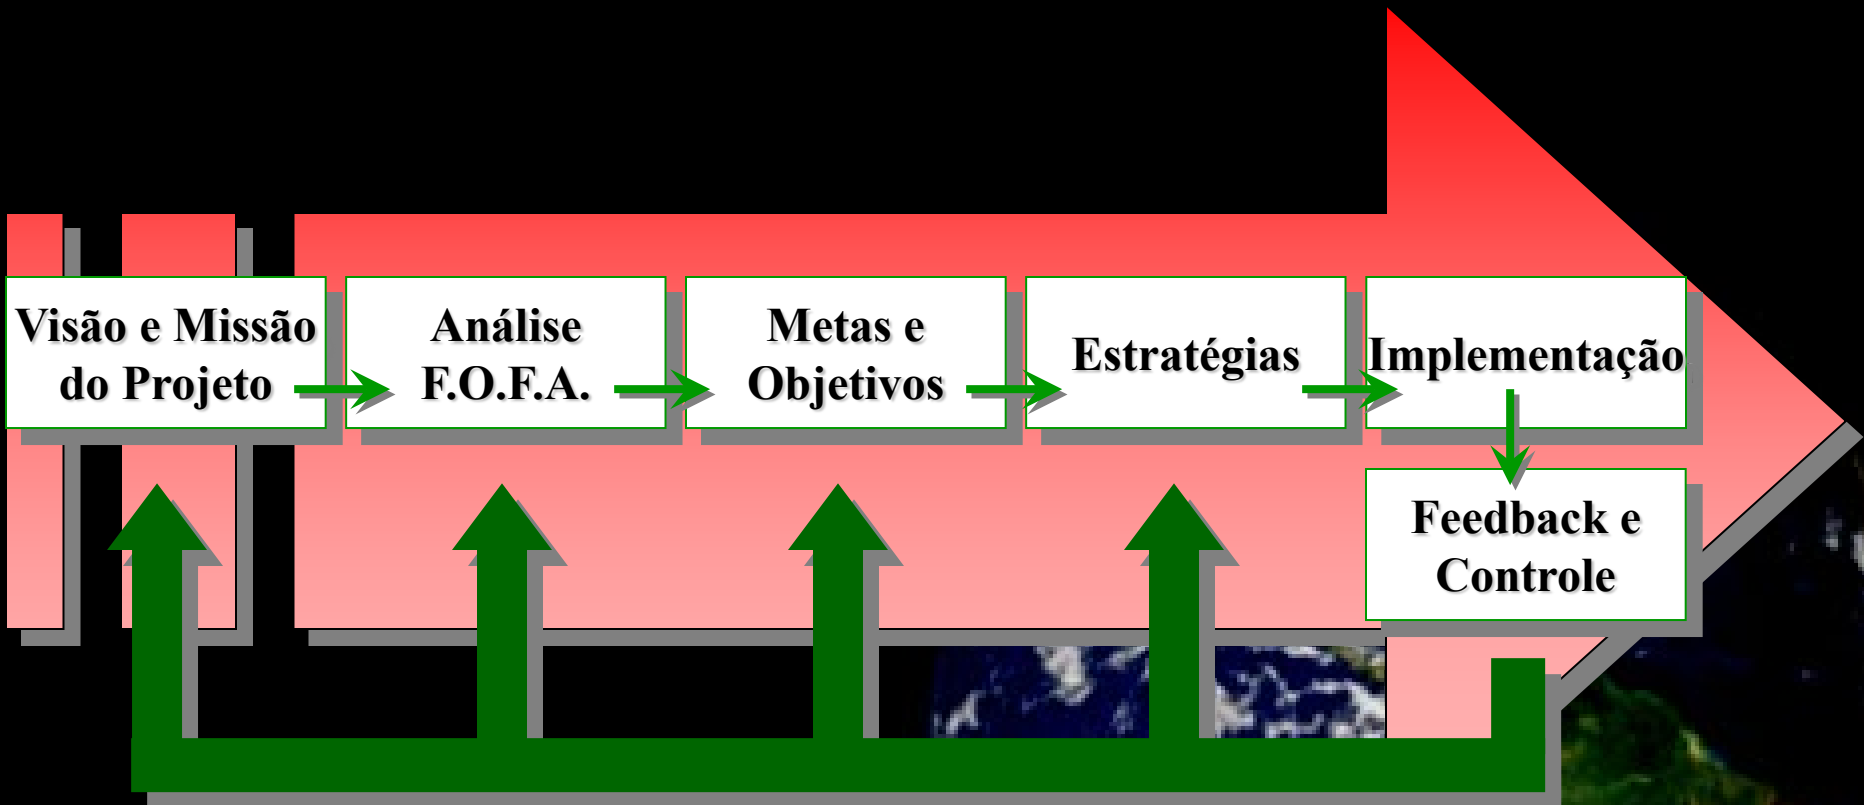 Visão e Missão
do Projeto
Análise
F.O.F.A.
Metas e
Objetivos
Estratégias
Implementação
Feedback e
Controle